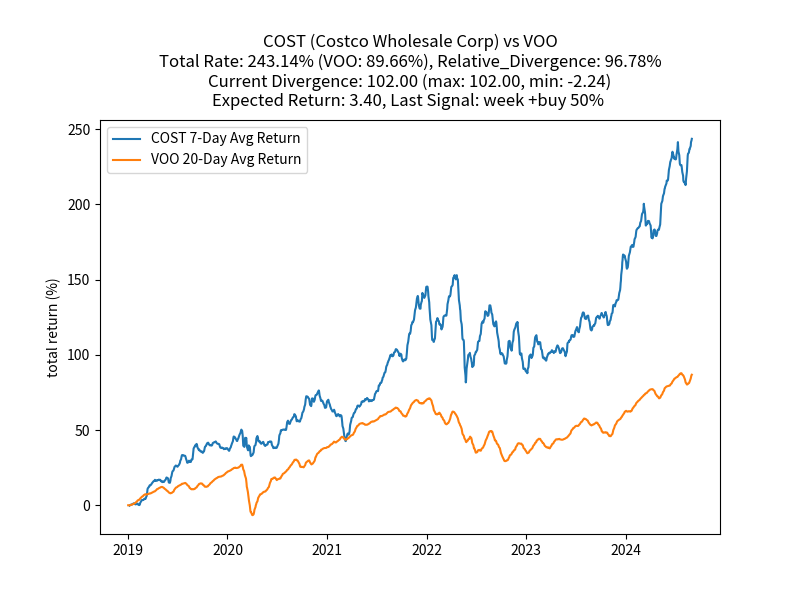 COST (Costco Wholesale Corp) vs VOO
Total Rate: 243.14% (VOO: 89.66%), Relative_Divergence: 96.78%
Current Divergence: 102.00 (max: 102.00, min: -2.24)
Expected Return: 3.40, Last Signal: week +buy 50%
COST 7-Day Avg Return
VOO 20-Day Avg Return
total return (%)
250
200
150
100
50
0
2019 2020 2021 2022 2023 2024